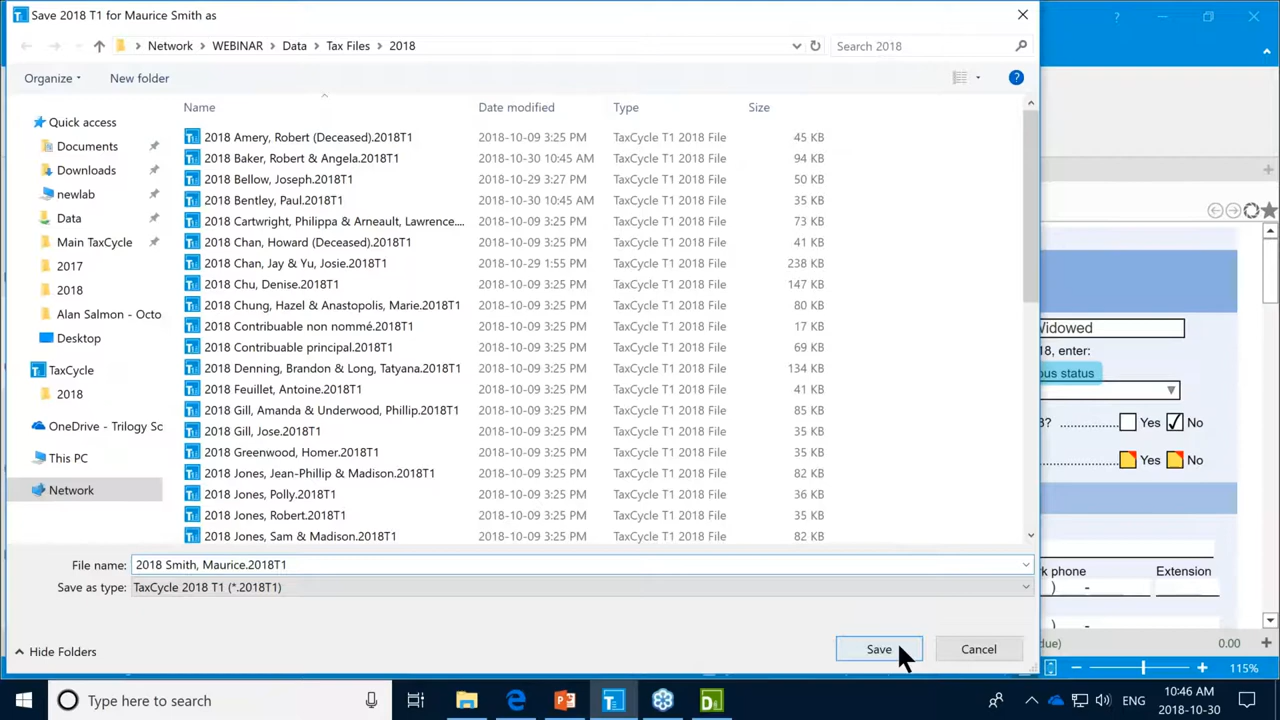 Save 2018 T1 for Maurice Smith as
Network > WEBINAR > Data > Tax Files > 2018
Search 2018
Organize
New folder
Name Date modified Type Size
Quick access
Documents
Downloads
newlab
Data
Main TaxCycle
2017
2018
Alan Salmon - Octo
Desktop
TaxCycle
2018
OneDrive - Trilogy Sc
This PC
Network
2018 Amery, Robert (Deceased).2018T1 2018-10-09 3:25 PM TaxCycle T1 2018 File 45 KB
2018 Baker, Robert & Angela.2018T1 2018-10-30 10:45 AM TaxCycle T1 2018 File 94 KB
2018 Bellow, Joseph.2018T1 2018-10-29 3:27 PM TaxCycle T1 2018 File 50 KB
2018 Bentley, Paul.2018T1 2018-10-30 10:45 AM TaxCycle T1 2018 File 35 KB
2018 Cartwright, Philippa & Arneault, Lawrence.... 2018-10-09 3:25 PM TaxCycle T1 2018 File 73 KB
2018 Chan, Howard (Deceased).2018T1 2018-10-09 3:25 PM TaxCycle T1 2018 File 41 KB
2018 Chan, Jay & Yu, Josie.2018T1 2018-10-29 1:55 PM TaxCycle T1 2018 File 238 KB
2018 Chu, Denise.2018T1 2018-10-09 3:25 PM TaxCycle T1 2018 File 147 KB
2018 Chung, Hazel & Anastopolis, Marie.2018T1 2018-10-09 3:25 PM TaxCycle T1 2018 File 80 KB
2018 Contribuable non nommé.2018T1 2018-10-09 3:25 PM TaxCycle T1 2018 File 17 KB
2018 Contribuable principal.2018T1 2018-10-09 3:25 PM TaxCycle T1 2018 File 69 KB
2018 Denning, Brandon & Long, Tatyana.2018T1 2018-10-09 3:25 PM TaxCycle T1 2018 File 134 KB
2018 Feuillet, Antoine.2018T1 2018-10-09 3:25 PM TaxCycle T1 2018 File 41 KB
2018 Gill, Amanda & Underwood, Phillip.2018T1 2018-10-09 3:25 PM TaxCycle T1 2018 File 85 KB
2018 Gill, Jose.2018T1 2018-10-09 3:25 PM TaxCycle T1 2018 File 35 KB
2018 Greenwood, Homer.2018T1 2018-10-09 3:25 PM TaxCycle T1 2018 File 35 KB
2018 Jones, Jean-Phillip & Madison.2018T1 2018-10-09 3:25 PM TaxCycle T1 2018 File 82 KB
2018 Jones, Polly.2018T1 2018-10-09 3:25 PM TaxCycle T1 2018 File 36 KB
2018 Jones, Robert.2018T1 2018-10-09 3:25 PM TaxCycle T1 2018 File 35 KB
2018 Jones, Sam & Madison.2018T1 2018-10-09 3:25 PM TaxCycle T1 2018 File 82 KB
File name: 2018 Smith, Maurice.2018T1
Save as type: TaxCycle 2018 T1 (*.2018T1)
Hide Folders
Save
Cancel
Widowed
18, enter:
ous status
3? Yes No
Yes No
k phone Extension
) -
) -
due) 0.00
115%
Type here to search
ENG
10:46 AM
2018-10-30